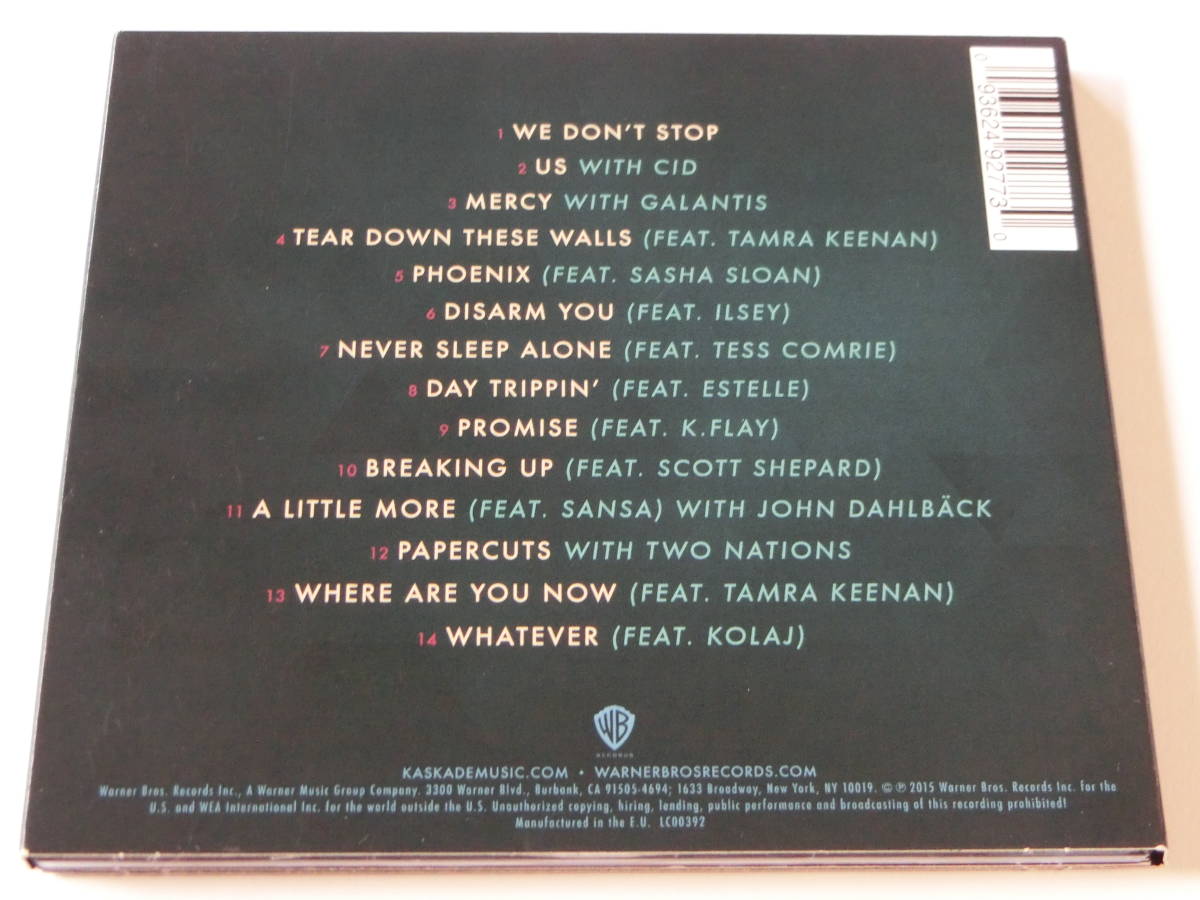 1 WE DON'T STOP
2 US WITH CID
3 MERCY WITH GALANTIS
4 TEAR DOWN THESE WALLS (FEAT. TAMRA KEENAN)
5 PHOENIX (FEAT. SASHA SLOAN)
6 DISARM YOU (FEAT. ILSEY)
7 NEVER SLEEP ALONE (FEAT. TESS COMRIE)
8 DAY TRIPPIN' (FEAT. ESTELLE)
9 PROMISE (FEAT. K.FLAY)
10 BREAKING UP (FEAT. SCOTT SHEPARD)
11 A LITTLE MORE (FEAT. SANSA) WITH JOHN DAHLBÄCK
12 PAPERCUTS WITH TWO NATIONS
13 WHERE ARE YOU NOW (FEAT. TAMRA KEENAN)
14 WHATEVER (FEAT. KOLAJ)
0 93624 92773 0
WB
RECORDS
KASKADEMUSIC.COM • WARNERBROSRECORDS.COM
Warner Bros. Records Inc., A Warner Music Group Company. 3300 Warner Blvd., Burbank, CA 91505-4694; 1633 Broadway, New York, NY 10019. © ℗ 2015 Warner Bros. Records Inc. for the
U.S. and WEA International Inc. for the world outside the U.S. Unauthorized copying, hiring, lending, public performance and broadcasting of this recording prohibited!
Manufactured in the E.U. LC00392